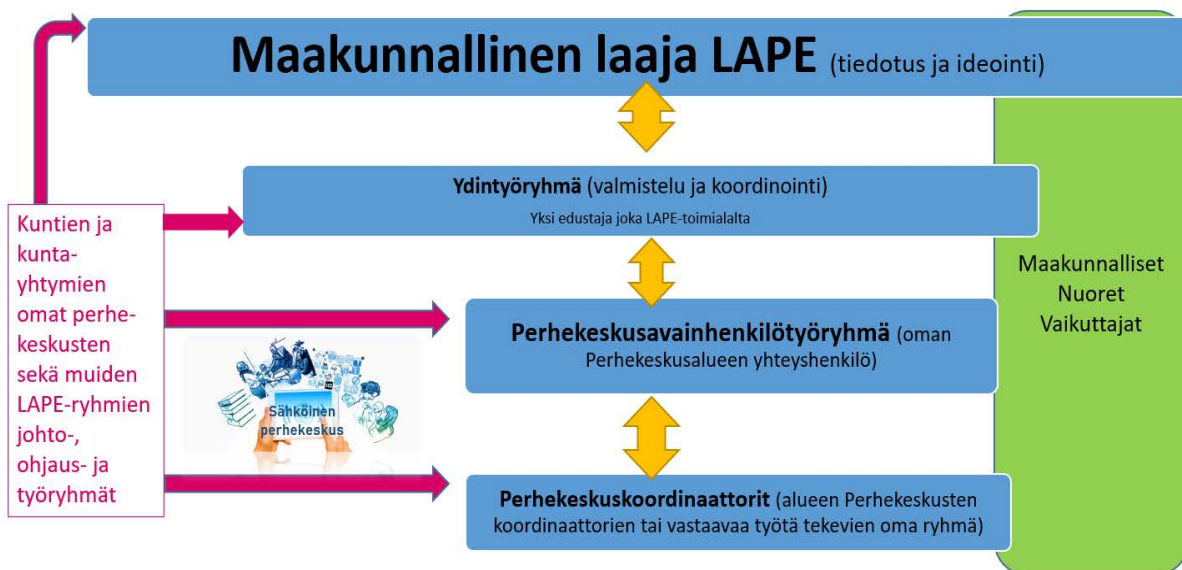 Maakunnallinen laaja LAPE (tiedotus ja ideointi)
Ydintyöryhmä (valmistelu ja koordinointi)
Yksi edustaja joka LAPE-toimialalta
Kuntien ja
kunta-
yhtymien
omat perhe-
keskusten
sekä muiden
LAPE-ryhmien
johto-,
ohjaus- ja
työryhmät
Perhekeskusavainhenkilötyöryhmä (oman
Perhekeskusalueen yhteyshenkilö)
Sähköinen
perhekeskus
Perhekeskuskoordinaattorit (alueen Perhekeskusten
koordinaattorien tai vastaavaa työtä tekevien oma ryhmä)
Maakunnalliset
Nuoret
Vaikuttajat